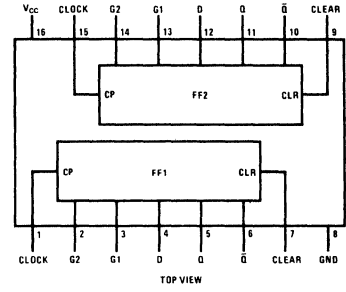 VCC CLOCK G2 G1 D Q Q̄ CLEAR
16 15 14 13 12 11 10 9
CP FF2 CLR
CP FF1 CLR
1 2 3 4 5 6 7 8
CLOCK G2 G1 D Q Q̄ CLEAR GND
TOP VIEW